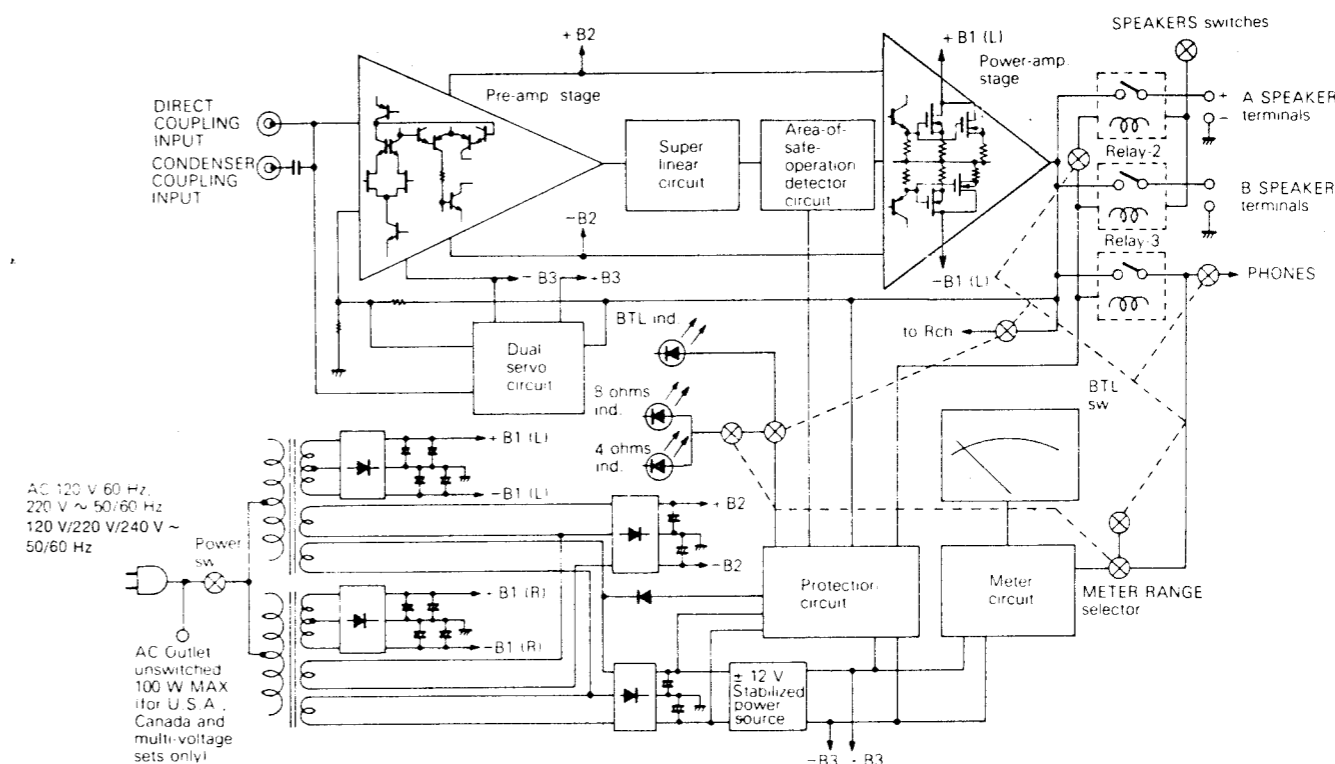 SPEAKERS switches
+ B2
+ B1 (L)
Power-amp.
stage
Pre-amp stage
DIRECT
COUPLING
INPUT
CONDENSER
COUPLING
INPUT
Super
linear
circuit
Area-of-
safe-
operation
detector
circuit
+
−
A SPEAKER
terminals
Relay-2
B SPEAKER
terminals
Relay-3
−B2
−B3
- B3
−B1 (L)
PHONES
BTL ind.
to Rch
Dual
servo
circuit
8 ohms
ind.
4 ohms
ind.
BTL
sw
+ B1 (L)
−B1 (L)
AC 120 V 60 Hz,
220 V ~ 50/60 Hz
120 V/220 V/240 V ~
50/60 Hz
Power
sw
+ B2
−B2
Protection
circuit
Meter
circuit
METER RANGE
selector
- B1 (R)
−B1 (R)
AC Outlet
unswitched
100 W MAX
(for U.S.A.,
Canada and
multi-voltage
sets only)
± 12 V
Stabilized
power
source
−B3
- B3